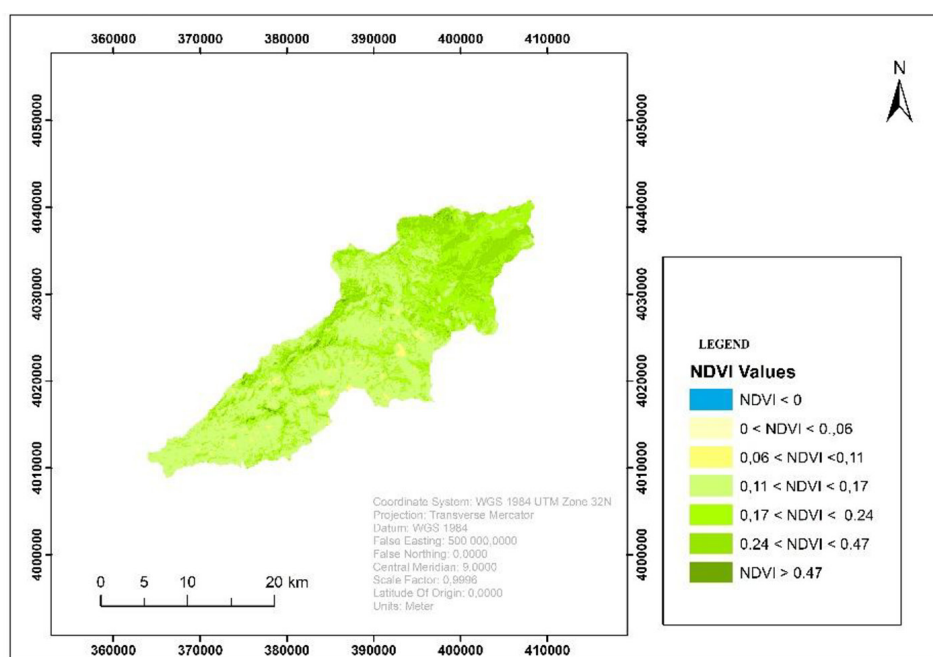 360000 370000 380000 390000 400000 410000
N
4050000 4050000
4040000 4040000
4030000 4030000
4020000 4020000
4010000 4010000
4000000 4000000
LEGEND
NDVI Values
NDVI < 0
0 < NDVI < 0.,06
0,06 < NDVI <0,11
0,11 < NDVI < 0,17
0,17 < NDVI < 0.24
0.24 < NDVI < 0.47
NDVI > 0.47
Coordinate System: WGS 1984 UTM Zone 32N
Projection: Transverse Mercator
Datum: WGS 1984
False Easting: 500 000,0000
False Northing: 0,0000
Central Meridian: 9,0000
Scale Factor: 0,9996
Latitude Of Origin: 0,0000
Units: Meter
0 5 10 20 km
360000 370000 380000 390000 400000 410000